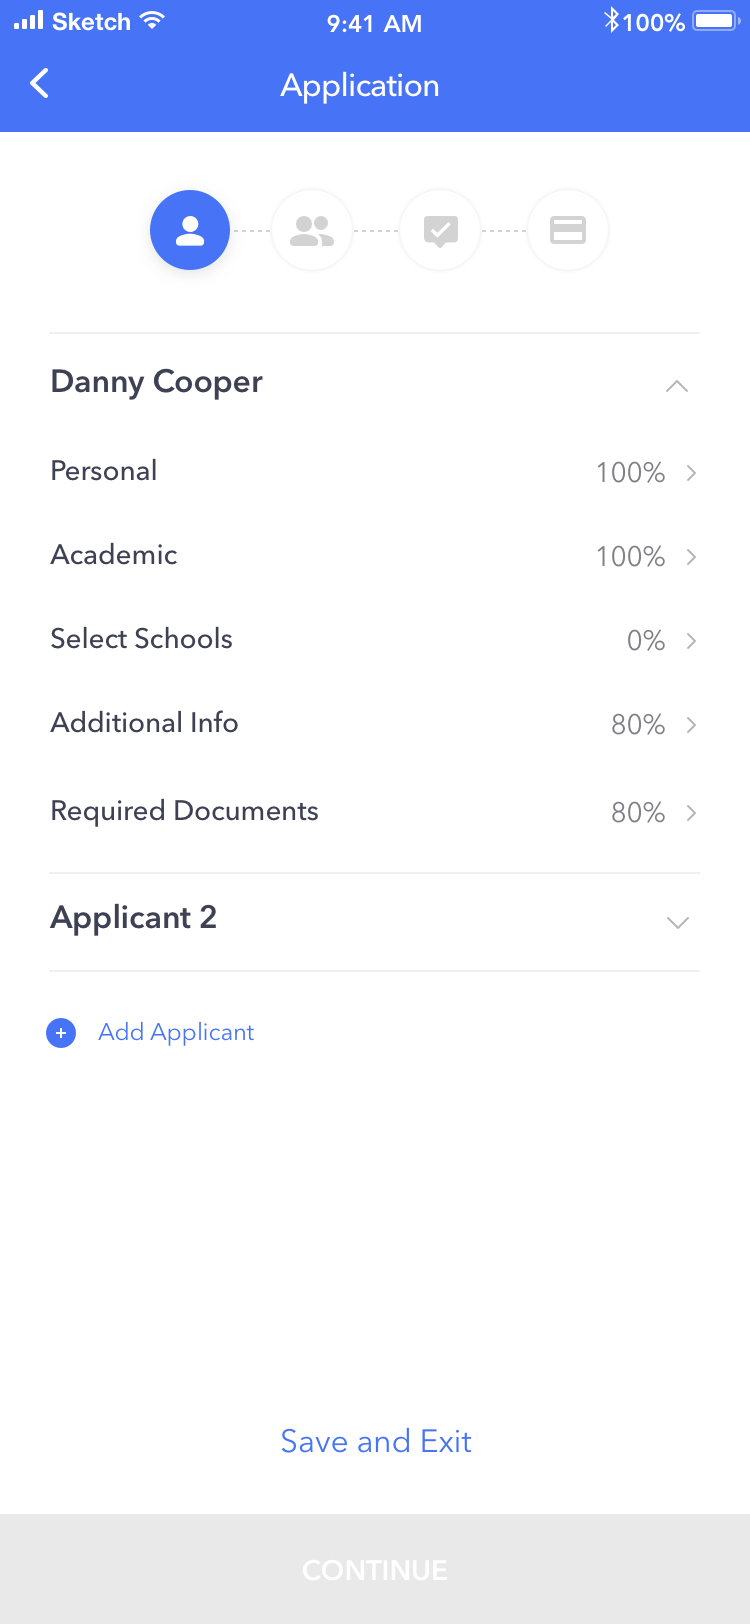 Sketch 9:41 AM 100%
Application
Danny Cooper
Personal 100%
Academic 100%
Select Schools 0%
Additional Info 80%
Required Documents 80%
Applicant 2
Add Applicant
Save and Exit
CONTINUE